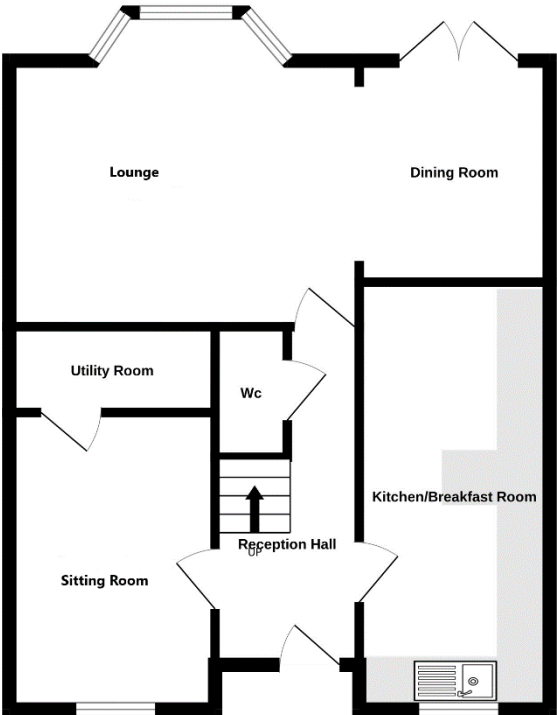 Lounge
Dining Room
Utility Room
Wc
Kitchen/Breakfast Room
Reception Hall
UP
Sitting Room